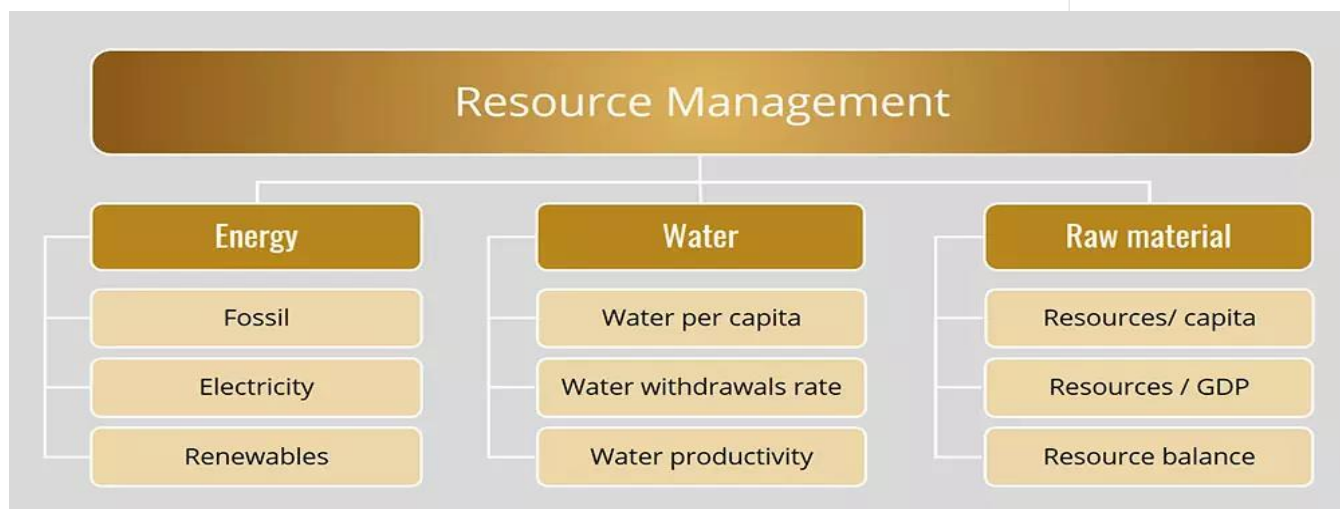 Resource Management
Energy
Fossil
Electricity
Renewables
Water
Water per capita
Water withdrawals rate
Water productivity
Raw material
Resources/ capita
Resources / GDP
Resource balance